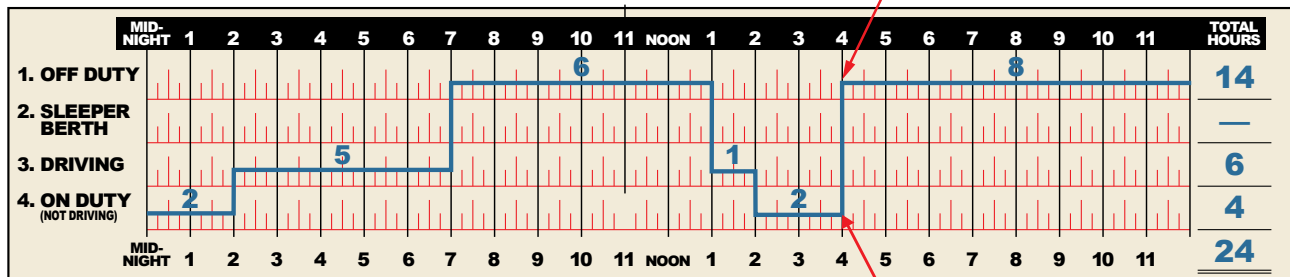 MID-NIGHT 1 2 3 4 5 6 7 8 9 10 11 NOON 1 2 3 4 5 6 7 8 9 10 11 TOTAL HOURS
1. OFF DUTY 6 8 14
2. SLEEPER BERTH —
3. DRIVING 5 1 6
4. ON DUTY 2 2 4
(NOT DRIVING)
MID-NIGHT 1 2 3 4 5 6 7 8 9 10 11 NOON 1 2 3 4 5 6 7 8 9 10 11 24